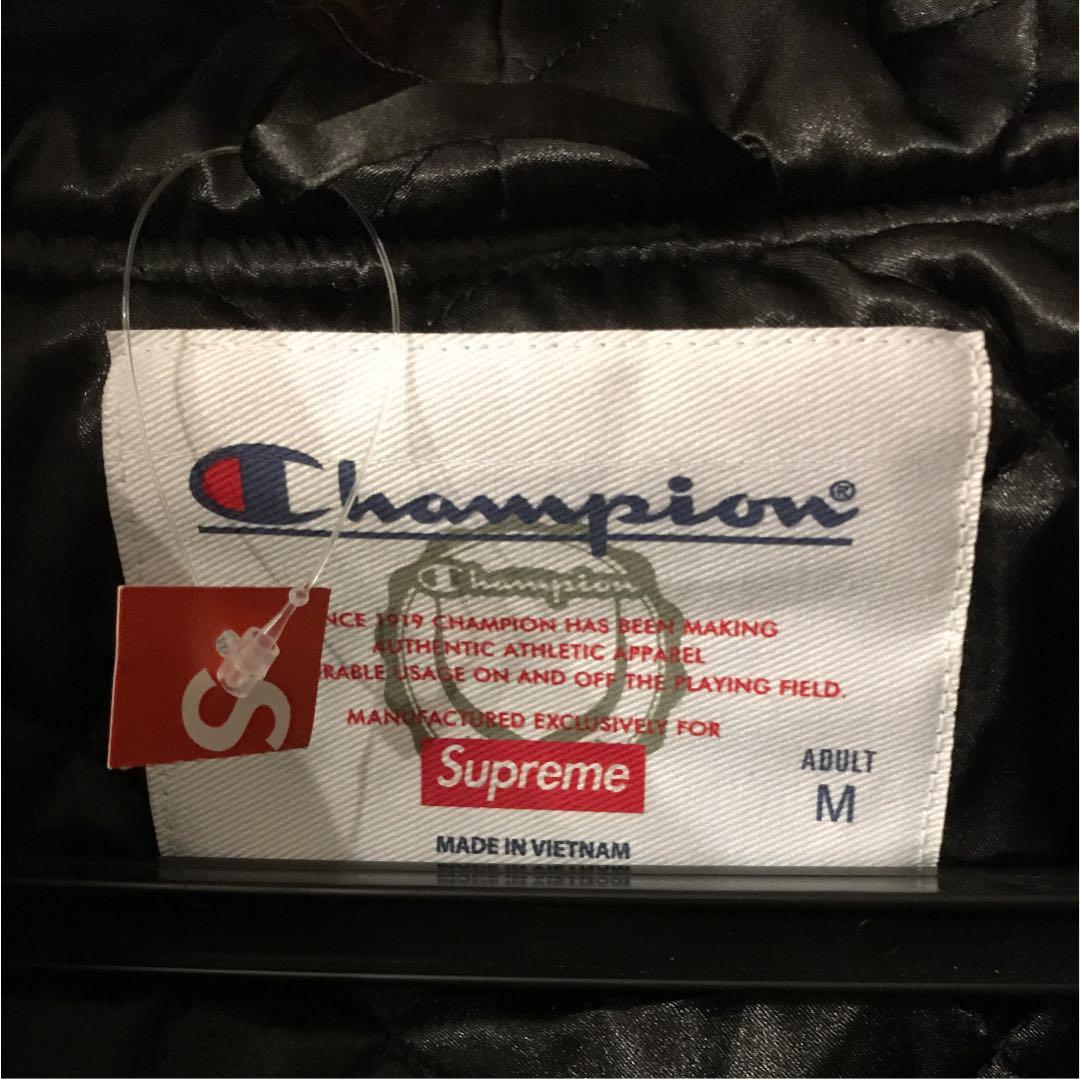 Champion®
Champion
NCE 1919 CHAMPION HAS BEEN MAKING
AUTHENTIC ATHLETIC APPAREL
RABLE USAGE ON AND OFF THE PLAYING FIELD.
MANUFACTURED EXCLUSIVELY FOR
Supreme
ADULT
M
MADE IN VIETNAM
S